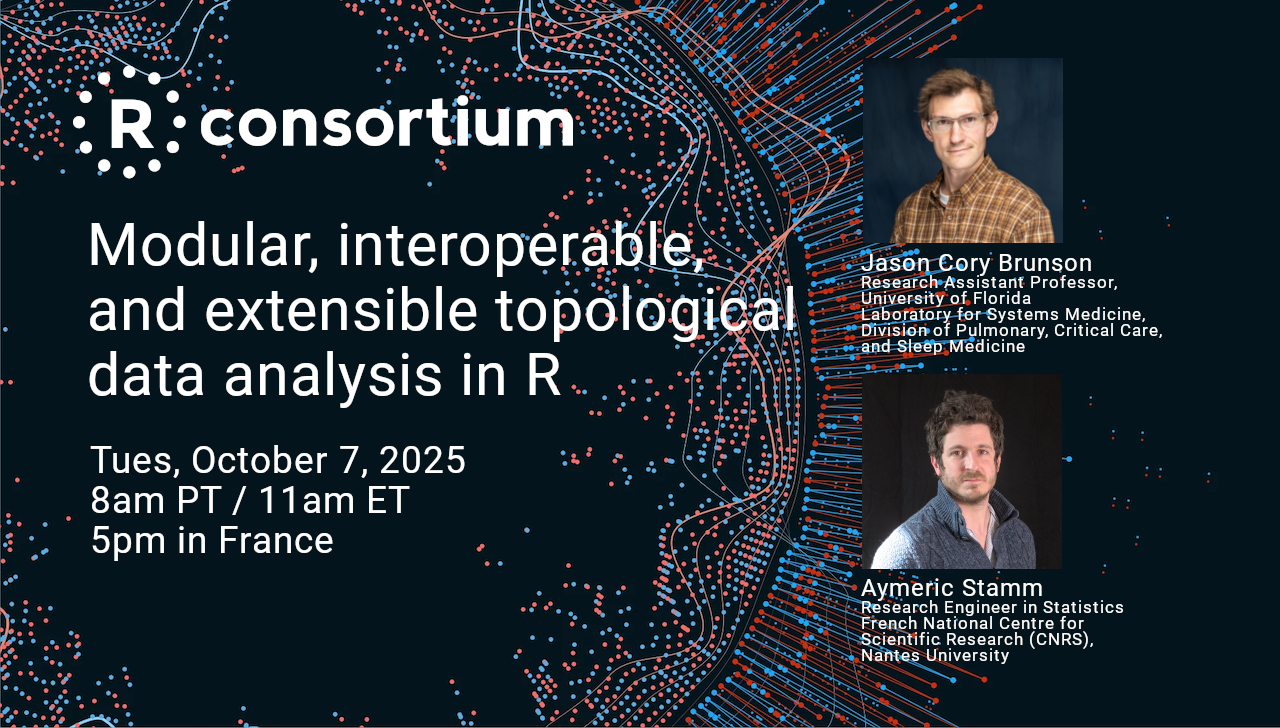 R consortium
Modular, interoperable,
and extensible topological
data analysis in R
Tues, October 7, 2025
8am PT / 11am ET
5pm in France
Jason Cory Brunson
Research Assistant Professor,
University of Florida
Laboratory for Systems Medicine,
Division of Pulmonary, Critical Care,
and Sleep Medicine
Aymeric Stamm
Research Engineer in Statistics
French National Centre for
Scientific Research (CNRS),
Nantes University